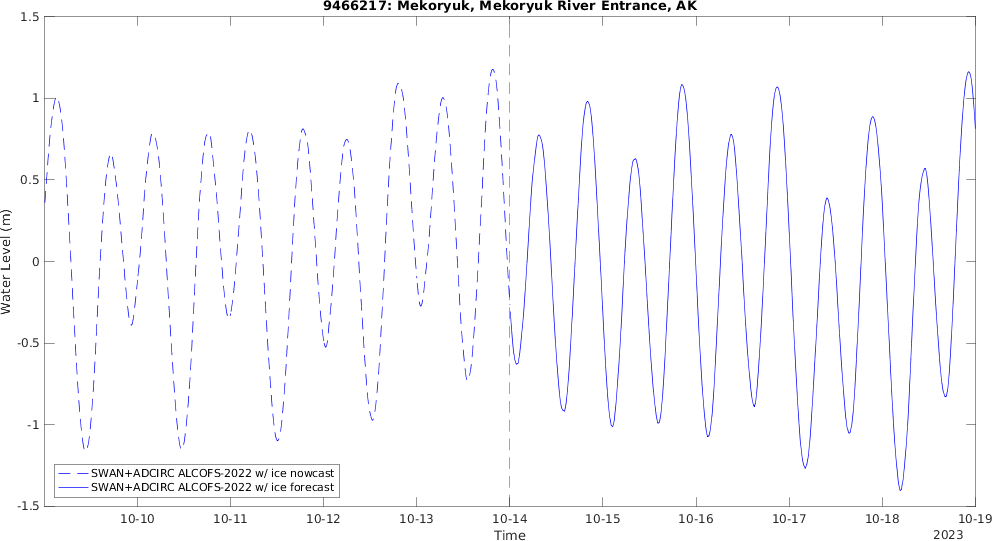 9466217: Mekoryuk, Mekoryuk River Entrance, AK
1.5
1
0.5
0
-0.5
-1
-1.5
Water Level (m)
SWAN+ADCIRC ALCOFS-2022 w/ ice nowcast
SWAN+ADCIRC ALCOFS-2022 w/ ice forecast
10-10 10-11 10-12 10-13 10-14 10-15 10-16 10-17 10-18 10-19
Time
2023